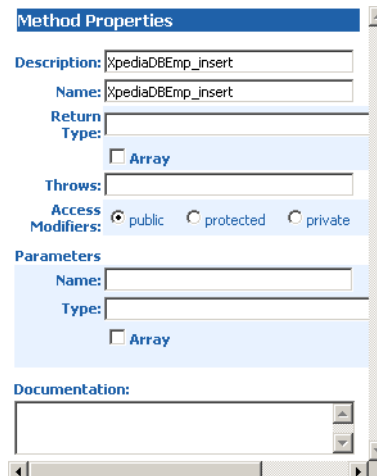 Method Properties
Description: XpediaDBEmp_insert
Name: XpediaDBEmp_insert
Return
Type:
Array
Throws:
Access
Modifiers: public protected private
Parameters
Name:
Type:
Array
Documentation: